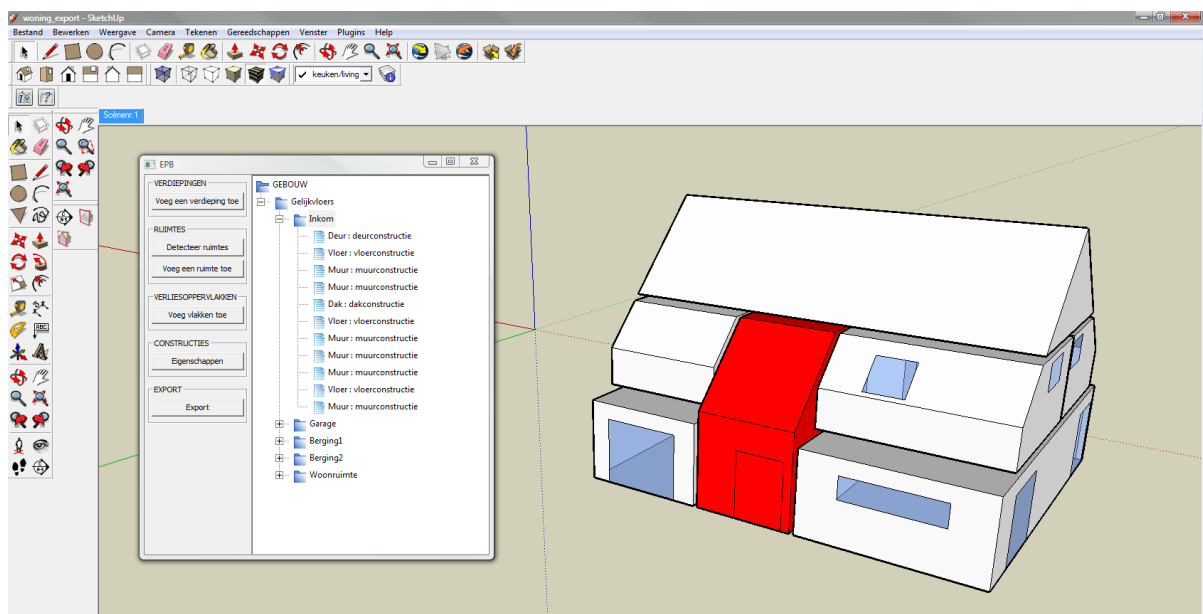 woning_export - SketchUp
Bestand Bewerken Weergave Camera Tekenen Gereedschappen Venster Plugins Help
keuken/living
Scènenr.1
EPB
VERDIEPINGEN
Voeg een verdieping toe
RUIMTES
Detecteer ruimtes
Voeg een ruimte toe
VERLIESOPPERVLAKKEN
Voeg vlakken toe
CONSTRUCTIES
Eigenschappen
EXPORT
Export
GEBOUW
Gelijkvloers
Inkom
Deur : deurconstructie
Vloer : vloerconstructie
Muur : muurconstructie
Muur : muurconstructie
Dak : dakconstructie
Vloer : vloerconstructie
Muur : muurconstructie
Muur : muurconstructie
Muur : muurconstructie
Vloer : vloerconstructie
Muur : muurconstructie
Garage
Berging1
Berging2
Woonruimte
ABC